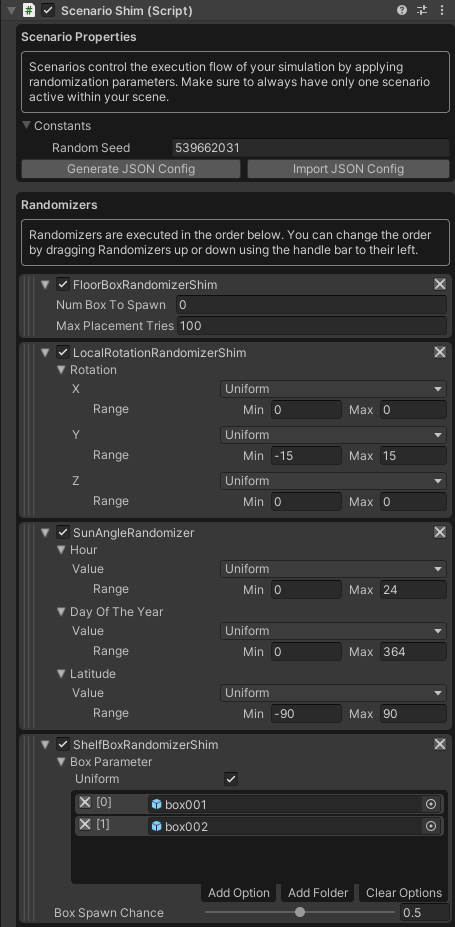 Scenario Shim (Script)
Scenario Properties
Scenarios control the execution flow of your simulation by applying
randomization parameters. Make sure to always have only one scenario
active within your scene.
Constants
Random Seed 539662031
Generate JSON Config Import JSON Config
Randomizers
Randomizers are executed in the order below. You can change the order
by dragging Randomizers up or down using the handle bar to their left.
FloorBoxRandomizerShim
Num Box To Spawn 0
Max Placement Tries 100
LocalRotationRandomizerShim
Rotation
X Uniform
Range Min 0 Max 0
Y Uniform
Range Min -15 Max 15
Z Uniform
Range Min 0 Max 0
SunAngleRandomizer
Hour
Value Uniform
Range Min 0 Max 24
Day Of The Year
Value Uniform
Range Min 0 Max 364
Latitude
Value Uniform
Range Min -90 Max 90
ShelfBoxRandomizerShim
Box Parameter
Uniform
[0] box001
[1] box002
Add Option Add Folder Clear Options
Box Spawn Chance 0.5